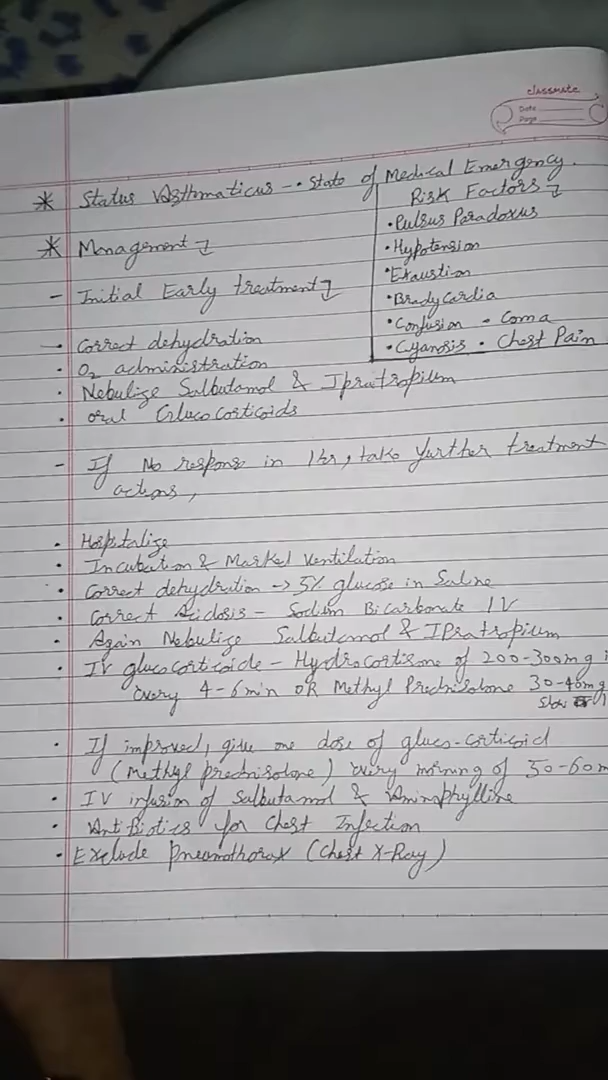 classmate
Date
Page
* Status Asthmaticus - • State of Medical Emergency.
Risk Factors
• Pulsus Paradoxus
* Management
• Hypotension
• Exaustion
- Initial Early treatment
• Bradycardia
• Confusion • Coma
• Cyanosis • Chest Pain
- Correct dehydration
• O2 administration
• Nebulize Salbutamol & Ipratropium
• oral Glucocorticoids
- If No response in 1hr, take further treatment
actions,
• Hospitalize
• Incubation & Markel Ventilation
• Correct dehydration -> 5% glucose in Saline
• Correct Acidosis - Sodium Bicarbonate IV
• Again Nebulize Salbutamol & IPratropium
• IV glucocorticoide - Hydrocortisone of 200-300mg
every 4-6min OR Methyl Prednisolone 30-40mg
slow
• If improved, give one dose of gluco-corticoid
(Methyl prednisolone) every morning of 50-60m
• IV infusion of Salbutamol & Aminophylline
• AntiBiotics for Chest Infection
• Exclude Pneumothorax (Chest X-Ray)